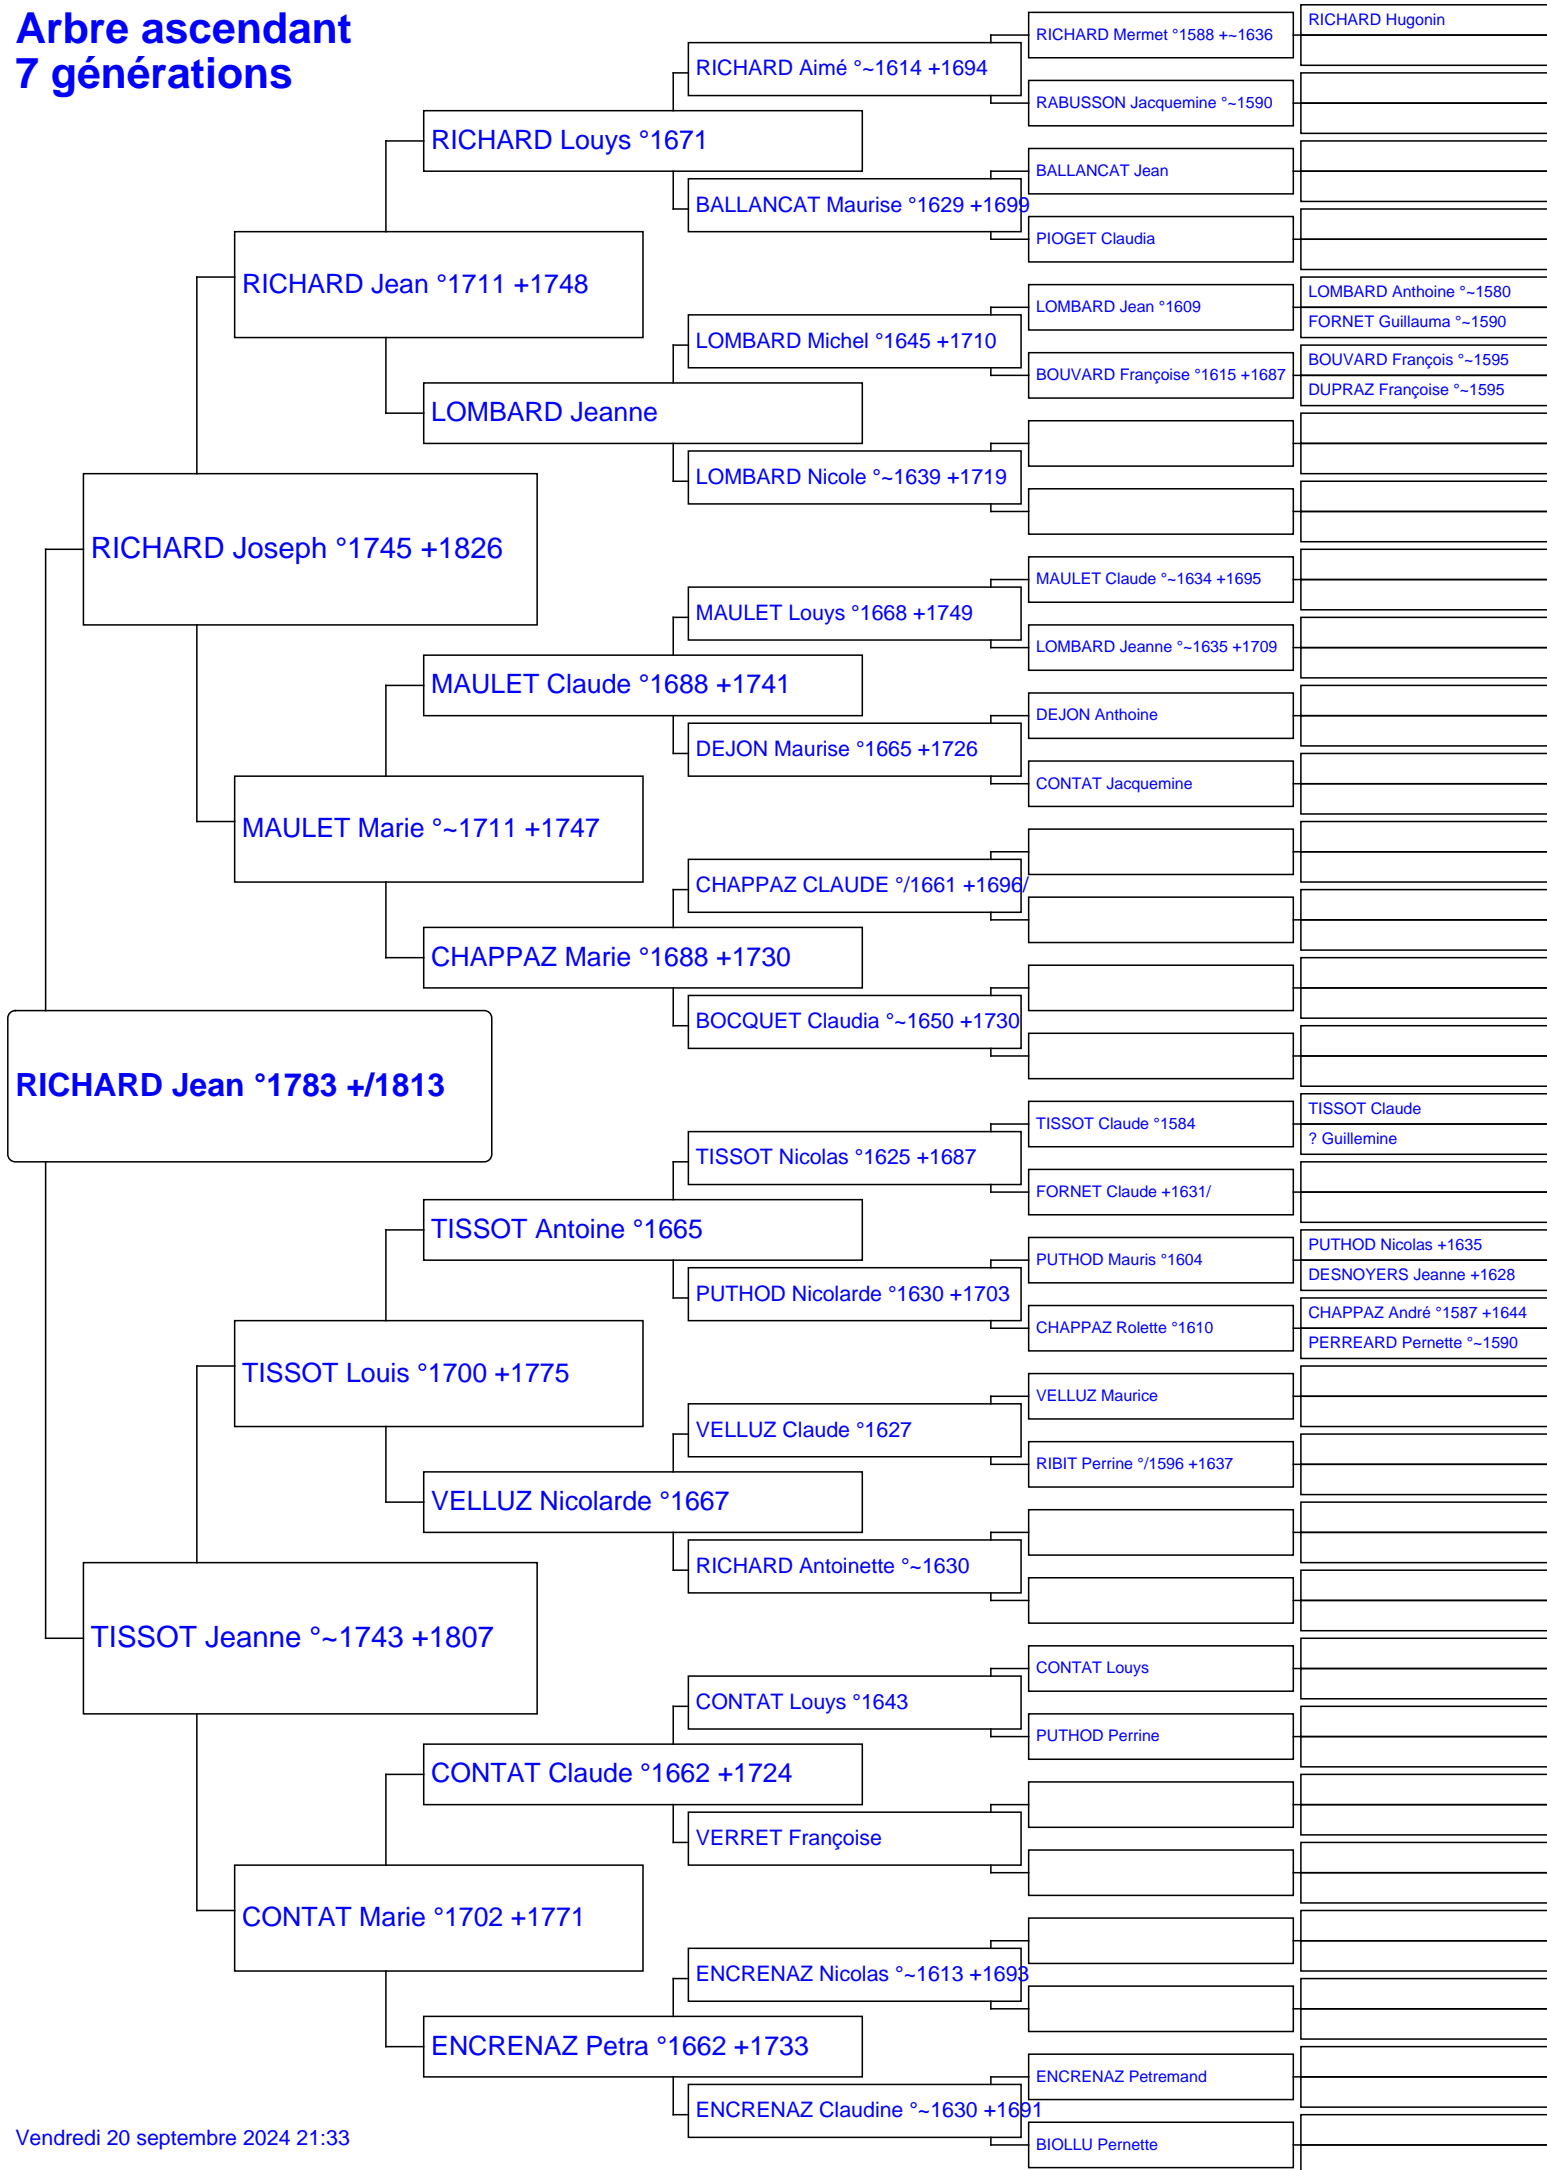 Arbre ascendant
7 générations
RICHARD Hugonin
RICHARD Mermet °1588 +~1636
RICHARD Aimé °~1614 +1694
RABUSSON Jacquemine °~1590
RICHARD Louys °1671
BALLANCAT Jean
BALLANCAT Maurise °1629 +1699
PIOGET Claudia
RICHARD Jean °1711 +1748
LOMBARD Anthoine °~1580
LOMBARD Jean °1609
FORNET Guillauma °~1590
LOMBARD Michel °1645 +1710
BOUVARD François °~1595
BOUVARD Françoise °1615 +1687
DUPRAZ Françoise °~1595
LOMBARD Jeanne
LOMBARD Nicole °~1639 +1719
RICHARD Joseph °1745 +1826
MAULET Claude °~1634 +1695
MAULET Louys °1668 +1749
LOMBARD Jeanne °~1635 +1709
MAULET Claude °1688 +1741
DEJON Anthoine
DEJON Maurise °1665 +1726
CONTAT Jacquemine
MAULET Marie °~1711 +1747
CHAPPAZ CLAUDE °/1661 +1696/
CHAPPAZ Marie °1688 +1730
BOCQUET Claudia °~1650 +1730
RICHARD Jean °1783 +/1813
TISSOT Claude
TISSOT Claude °1584
? Guillemine
TISSOT Nicolas °1625 +1687
FORNET Claude +1631/
TISSOT Antoine °1665
PUTHOD Nicolas +1635
PUTHOD Mauris °1604
DESNOYERS Jeanne +1628
PUTHOD Nicolarde °1630 +1703
CHAPPAZ André °1587 +1644
CHAPPAZ Rolette °1610
PERREARD Pernette °~1590
TISSOT Louis °1700 +1775
VELLUZ Maurice
VELLUZ Claude °1627
RIBIT Perrine °/1596 +1637
VELLUZ Nicolarde °1667
RICHARD Antoinette °~1630
TISSOT Jeanne °~1743 +1807
CONTAT Louys
CONTAT Louys °1643
PUTHOD Perrine
CONTAT Claude °1662 +1724
VERRET Françoise
CONTAT Marie °1702 +1771
ENCRENAZ Nicolas °~1613 +1693
ENCRENAZ Petra °1662 +1733
ENCRENAZ Petremand
ENCRENAZ Claudine °~1630 +1691
BIOLLU Pernette
Vendredi 20 septembre 2024 21:33